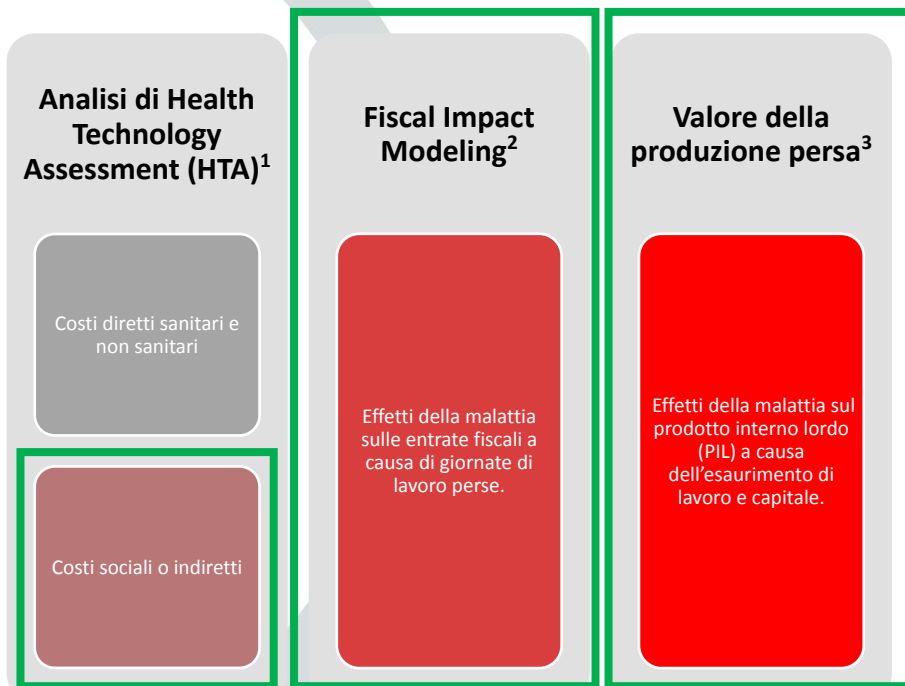 Analisi di Health
Technology
Assessment (HTA)¹
Costi diretti sanitari e
non sanitari
Costi sociali o indiretti
Fiscal Impact
Modeling²
Effetti della malattia
sulle entrate fiscali a
causa di giornate di
lavoro perse.
Valore della
produzione persa³
Effetti della malattia sul
prodotto interno lordo
(PIL) a causa
dell’esaurimento di
lavoro e capitale.